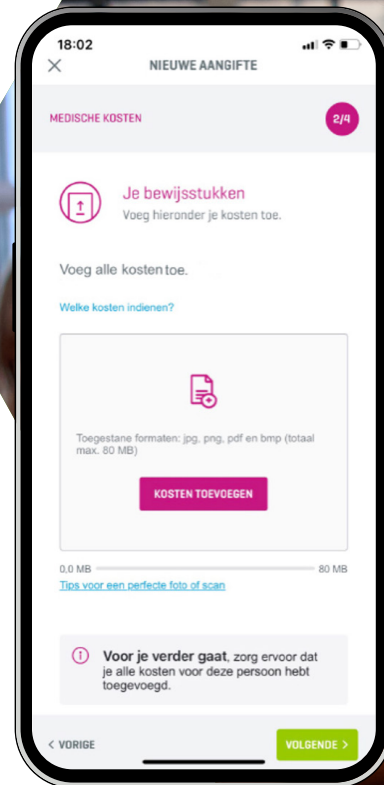 18:02
NIEUWE AANGIFTE
MEDISCHE KOSTEN
2/4
Je bewijsstukken
Voeg hieronder je kosten toe.
Voeg alle kosten toe.
Welke kosten indienen?
Toegestane formaten: jpg, png, pdf en bmp (totaal
max. 80 MB)
KOSTEN TOEVOEGEN
0,0 MB
80 MB
Tips voor een perfecte foto of scan
Voor je verder gaat, zorg ervoor dat
je alle kosten voor deze persoon hebt
toegevoegd.
< VORIGE
VOLGENDE >